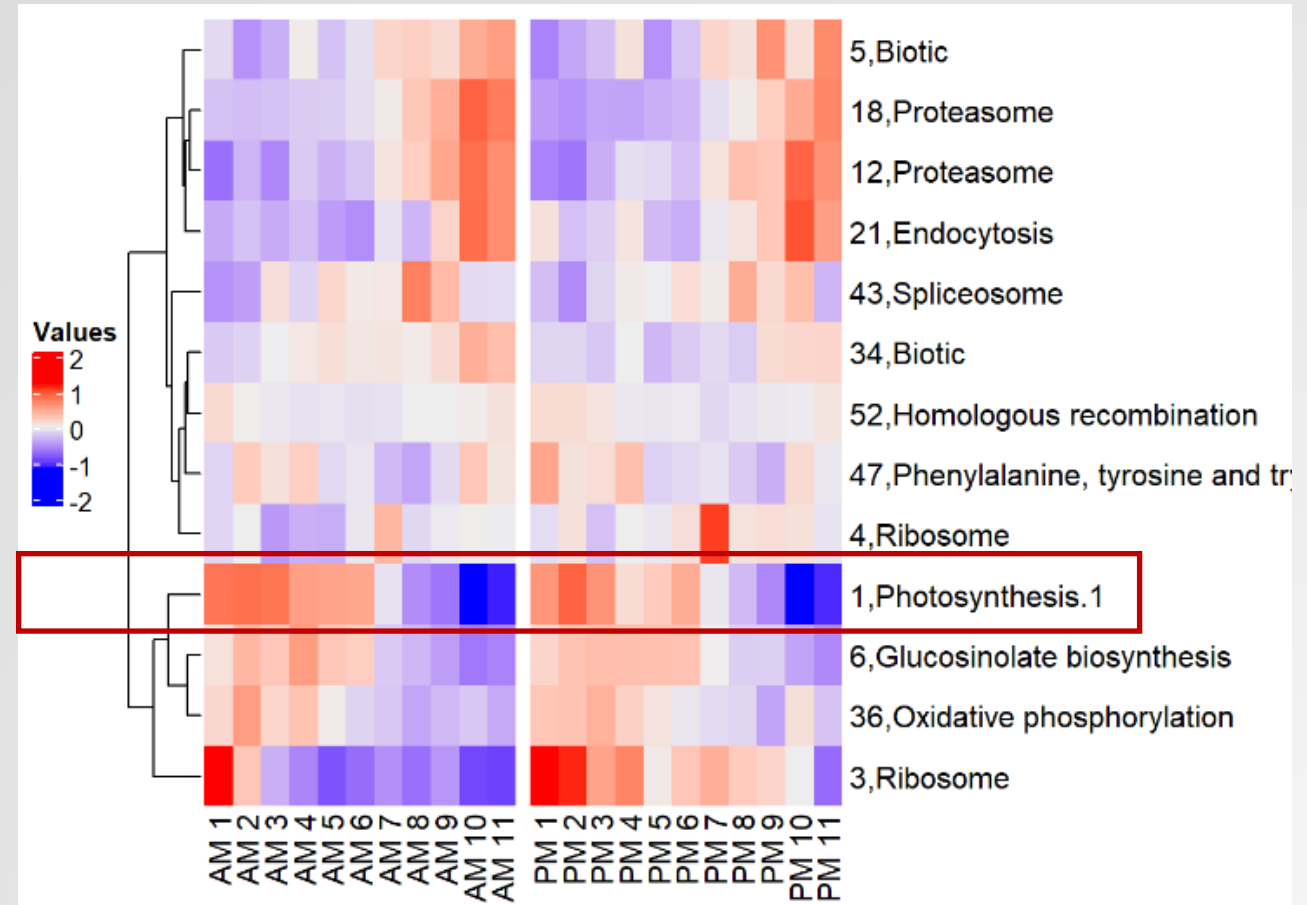 5,Biotic
18,Proteasome
12,Proteasome
21,Endocytosis
43,Spliceosome
34,Biotic
52,Homologous recombination
47,Phenylalanine, tyrosine and
4,Ribosome
1,Photosynthesis.1
6,Glucosinolate biosynthesis
36,Oxidative phosphorylation
3,Ribosome
Values
2
1
0
-1
-2
AM 1
AM 2
AM 3
AM 4
AM 5
AM 6
AM 7
AM 8
AM 9
AM 10
AM 11
PM 1
PM 2
PM 3
PM 4
PM 5
PM 6
PM 7
PM 8
PM 9
PM 10
PM 11